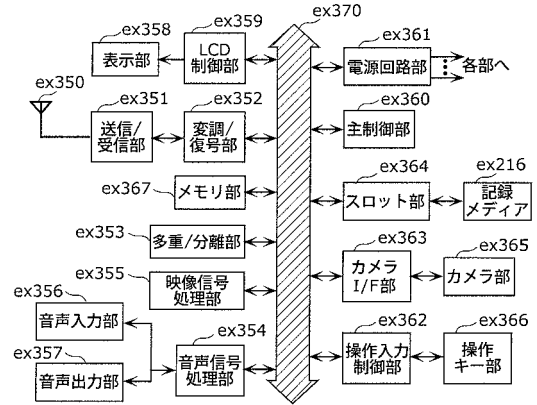 ex370
ex358
ex359
表示部
LCD
制御部
ex361
電源回路部
各部へ
ex350
ex351
送信/
受信部
ex352
変調/
復号部
ex360
主制御部
ex367
メモリ部
ex364
スロット部
ex216
記録
メディア
ex353
多重/分離部
ex363
カメラ
I/F部
ex365
カメラ部
ex355
映像信号
処理部
ex356
音声入力部
ex354
音声信号
処理部
ex357
音声出力部
ex362
操作入力
制御部
ex366
操作
キー部